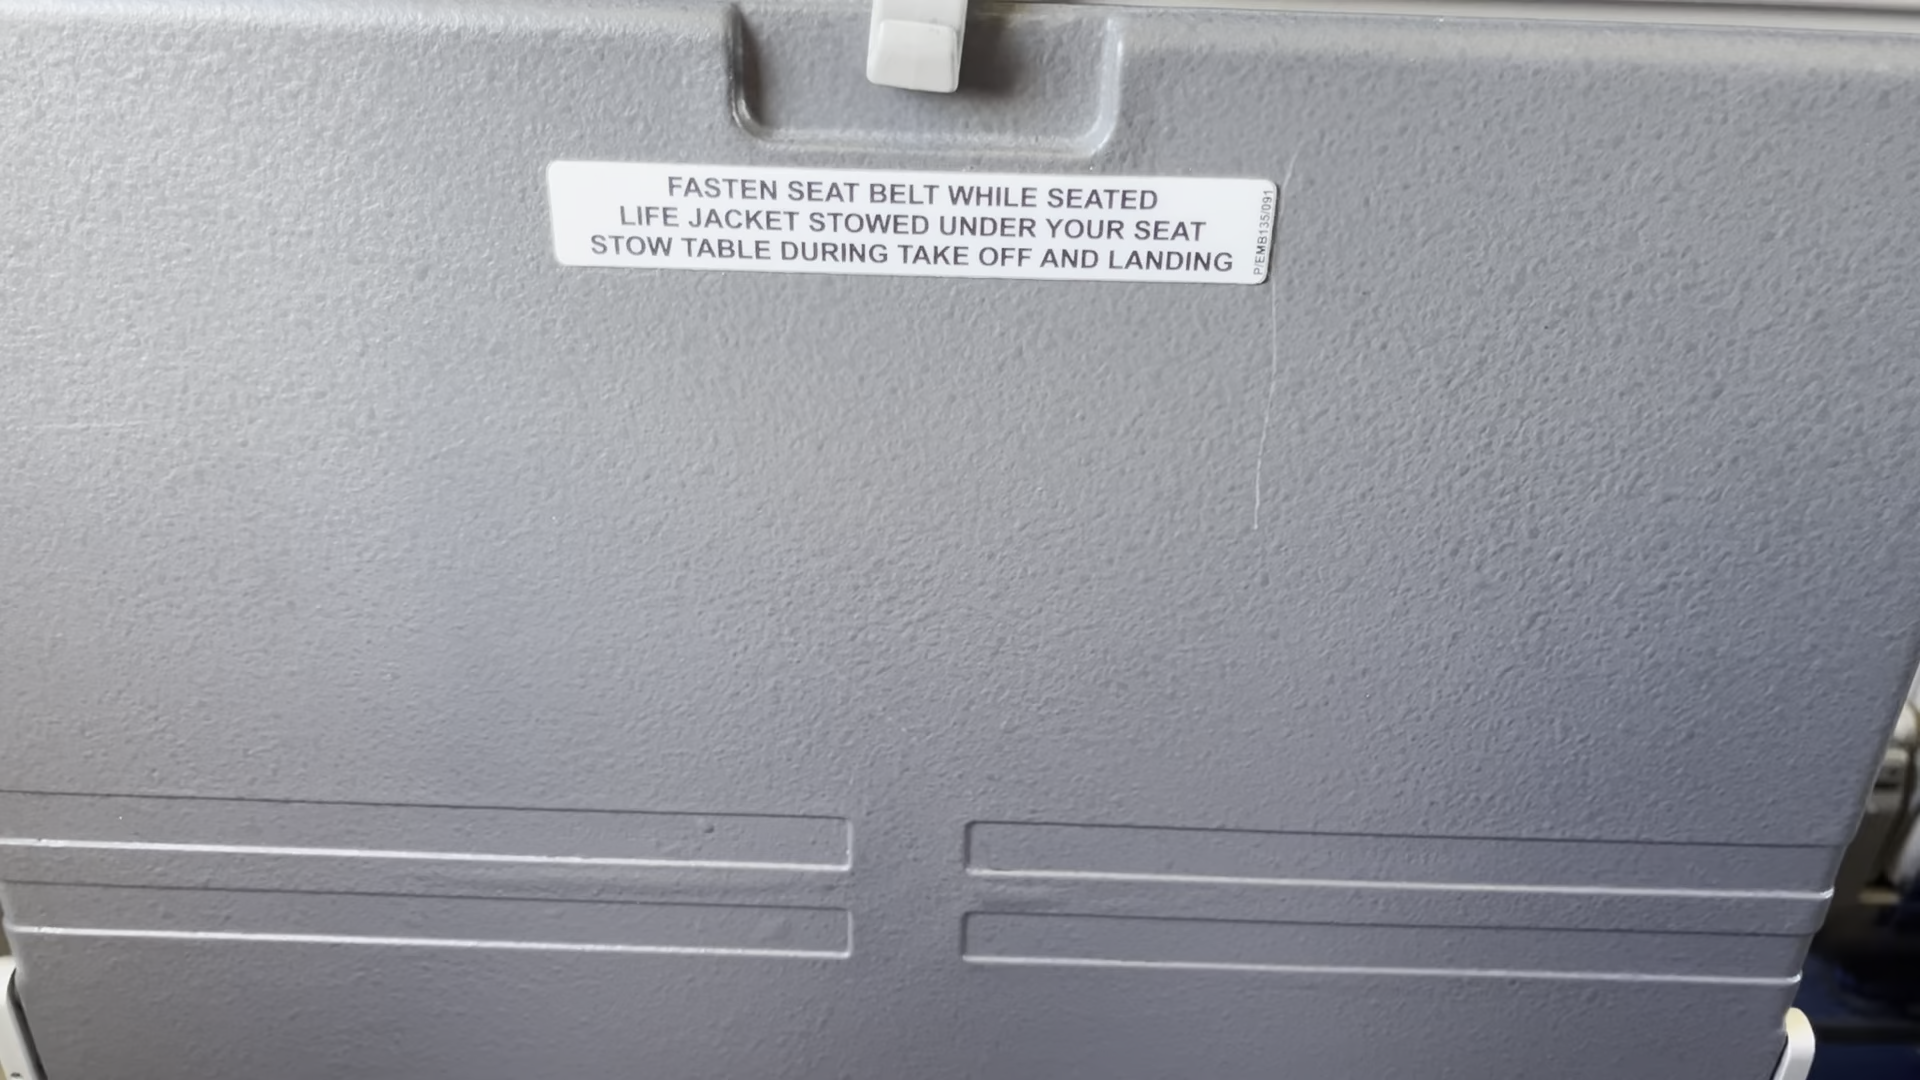 FASTEN SEAT BELT WHILE SEATED
LIFE JACKET STOWED UNDER YOUR SEAT
STOW TABLE DURING TAKE OFF AND LANDING
P/EMB135/091